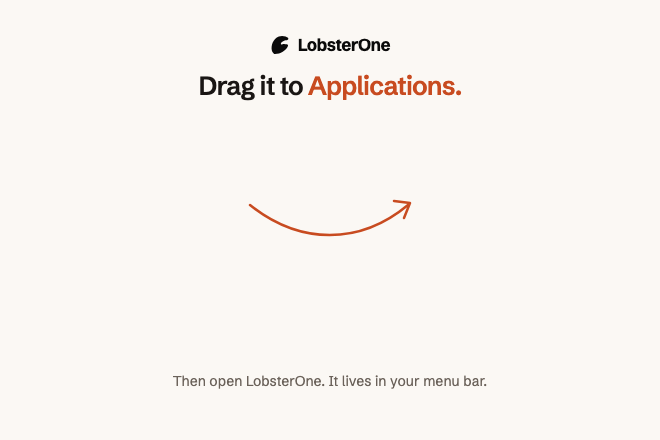 LobsterOne
Drag it to Applications.
Then open LobsterOne. It lives in your menu bar.